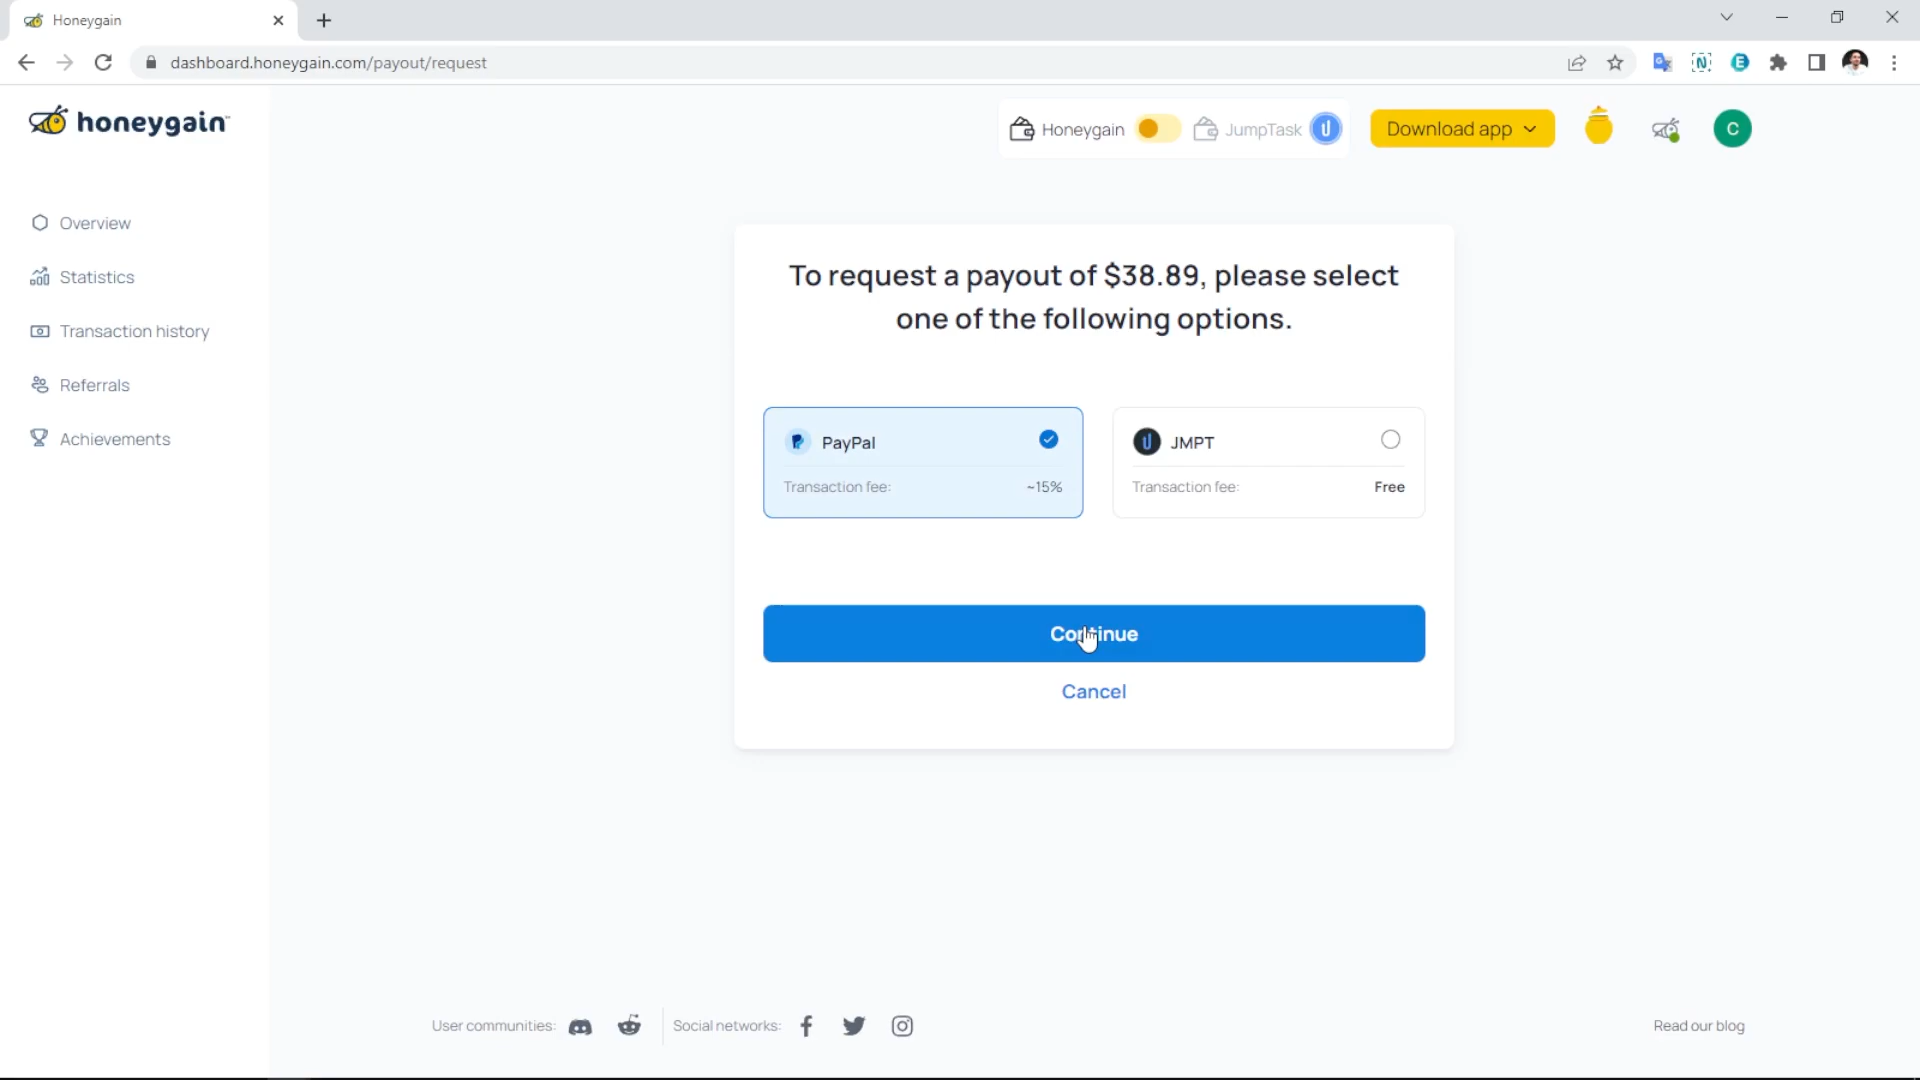 Honeygain
dashboard.honeygain.com/payout/request
honeygain
Honeygain
JumpTask
Download app
C
Overview
Statistics
Transaction history
Referrals
Achievements
To request a payout of $38.89, please select
one of the following options.
PayPal
Transaction fee: ~15%
JMPT
Transaction fee: Free
Continue
Cancel
User communities:
Social networks:
Read our blog